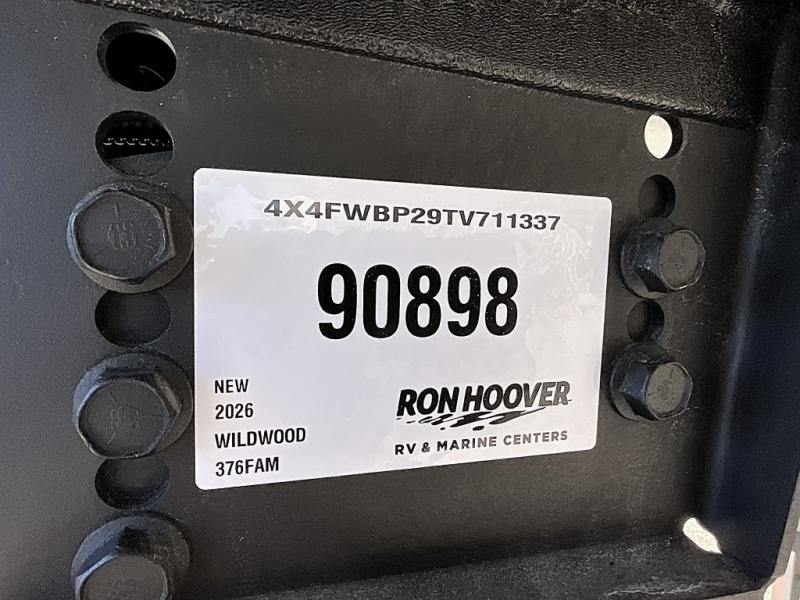 4X4FWBP29TV711337
90898
NEW
2026
WILDWOOD
376FAM
RON HOOVER
RV & MARINE CENTERS